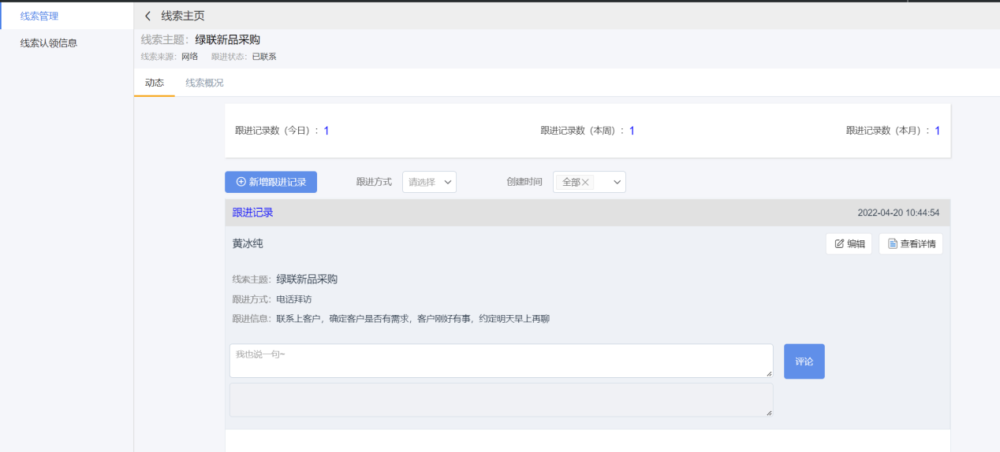 线索管理
线索认领信息
线索主页
线索主题：绿联新品采购
线索来源：网络 跟进状态：已联系
动态 线索概况
跟进记录数（今日）：1 跟进记录数（本周）：1 跟进记录数（本月）：1
新增跟进记录 跟进方式 请选择 创建时间 全部
跟进记录 2022-04-20 10:44:54
黄冰纯 编辑 查看详情
线索主题：绿联新品采购
跟进方式：电话拜访
跟进信息：联系上客户，确定客户是否有需求，客户刚好有事，约定明天早上再聊
我也说一句~
评论